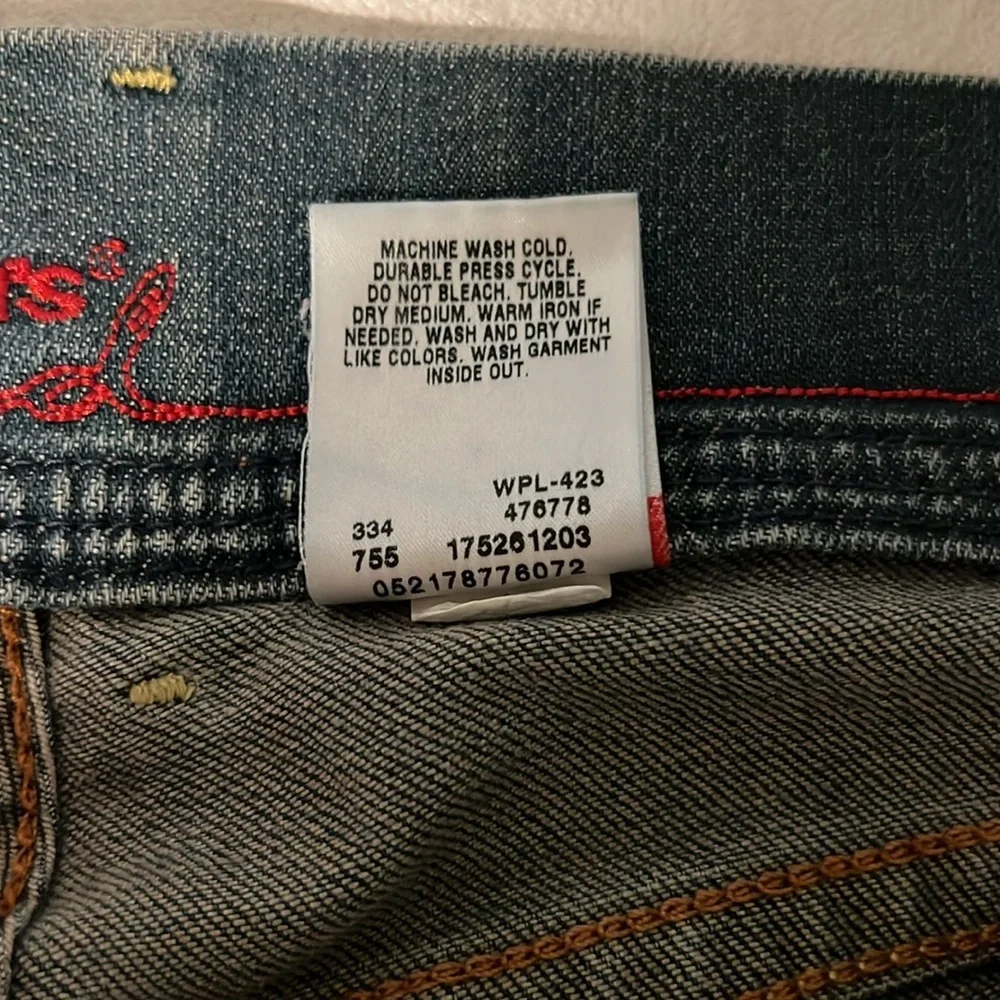 MACHINE WASH COLD.
DURABLE PRESS CYCLE.
DO NOT BLEACH. TUMBLE
DRY MEDIUM. WARM IRON IF
NEEDED. WASH AND DRY WITH
LIKE COLORS. WASH GARMENT
INSIDE OUT.
WPL-423
334 476778
755 175261203
052178776072